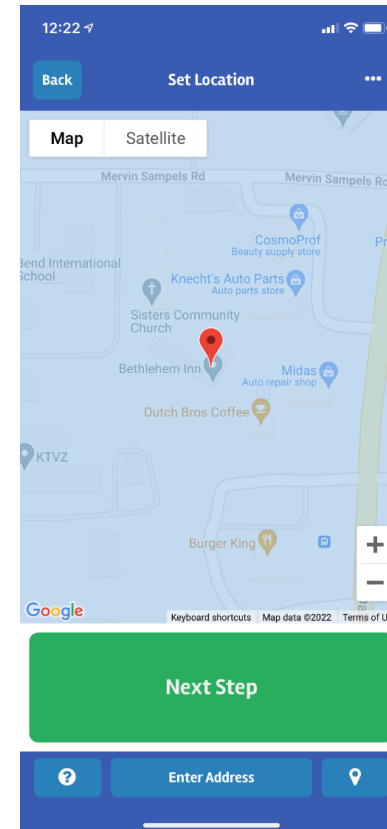 12:22
Back
Set Location
Map
Satellite
Mervin Sampels Rd
Mervin Sampels Rd
CosmoProf
Beauty supply store
Bend International
School
Knecht's Auto Parts
Auto parts store
Sisters Community
Church
Bethlehem Inn
Midas
Auto repair shop
Dutch Bros Coffee
KTVZ
Burger King
+
−
Google
Keyboard shortcuts
Map data ©2022
Terms of U
Next Step
?
Enter Address